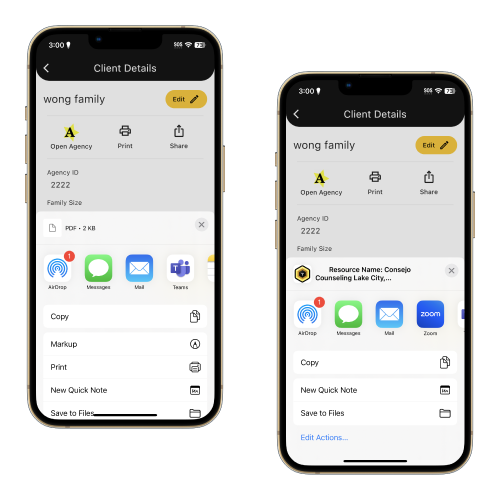 3:00
SOS
73
Client Details
wong family
Edit
A
Open Agency
Print
Share
Agency ID
2222
Family Size
PDF • 2 KB
1
AirDrop
Messages
Mail
Teams
Copy
Markup
Print
New Quick Note
Save to Files
3:00
SOS
73
Client Details
wong family
Edit
A
Open Agency
Print
Share
Agency ID
2222
Family Size
Resource Name: Consejo
Counseling Lake City,...
1
zoom
AirDrop
Messages
Mail
Zoom
Copy
New Quick Note
Save to Files
Edit Actions...